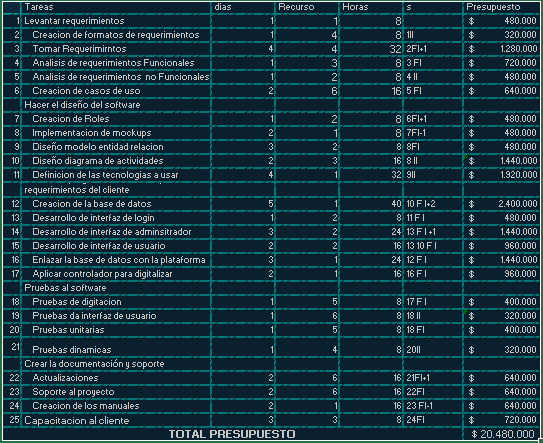 Tareas dias Recurso Horas s Presupuesto
1 Levantar requerimientos 1 1 8 $ 480.000
2 Creacion de formatos de requerimientos 1 4 8 1II $ 320.000
3 Tomar Requerimirntos 4 4 32 2FI+1 $ 1.280.000
4 Analisis de requerimientos Funcionales 1 3 8 3 FI $ 720.000
5 Analisis de requerimientos no Funcionales 1 2 8 4 II $ 480.000
6 Creacion de casos de uso 2 6 16 5 FI $ 640.000
Hacer el diseño del software
7 Creacion de Roles 1 2 8 6FI+1 $ 480.000
8 Implementacion de mockups 2 1 8 7FI-1 $ 480.000
9 Diseño modelo entidad relacion 3 2 8 8FI $ 480.000
10 Diseño diagrama de actividades 2 3 16 8 II $ 1.440.000
11 Definicion de las tecnologias a usar 4 1 32 9II $ 1.920.000
requerimientos del cliente
12 Creacion de la base de datos 5 1 40 10 F I+2 $ 2.400.000
13 Desarrollo de interfaz de login 1 2 8 11 F I $ 480.000
14 Desarrollo de interfaz de adminsitrador 3 2 24 13 F I +1 $ 1.440.000
15 Desarrollo de interfaz de usuario 2 2 16 13 10 F I $ 960.000
16 Enlazar la base de datos con la plataforma 3 1 24 12 F I $ 1.440.000
17 Aplicar controlador para digitalizar 2 1 16 16 F I $ 960.000
Pruebas al software
18 Pruebas de digitacion 1 5 8 17 F I $ 400.000
19 Pruebas da interfaz de usuario 1 6 8 18 II $ 320.000
20 Pruebas unitarias 1 5 8 18 FI $ 400.000
21 Pruebas dinamicas 1 4 8 20II $ 320.000
Crear la documentación y soporte
22 Actualizaciones 2 6 16 21FI+1 $ 640.000
23 Soporte al proyecto 2 6 16 22FI $ 640.000
24 Creacion de los manuales 2 1 16 23 FI-1 $ 640.000
25 Capacitacion al cliente 3 3 8 24FI $ 720.000
TOTAL PRESUPUESTO $ 20.480.000